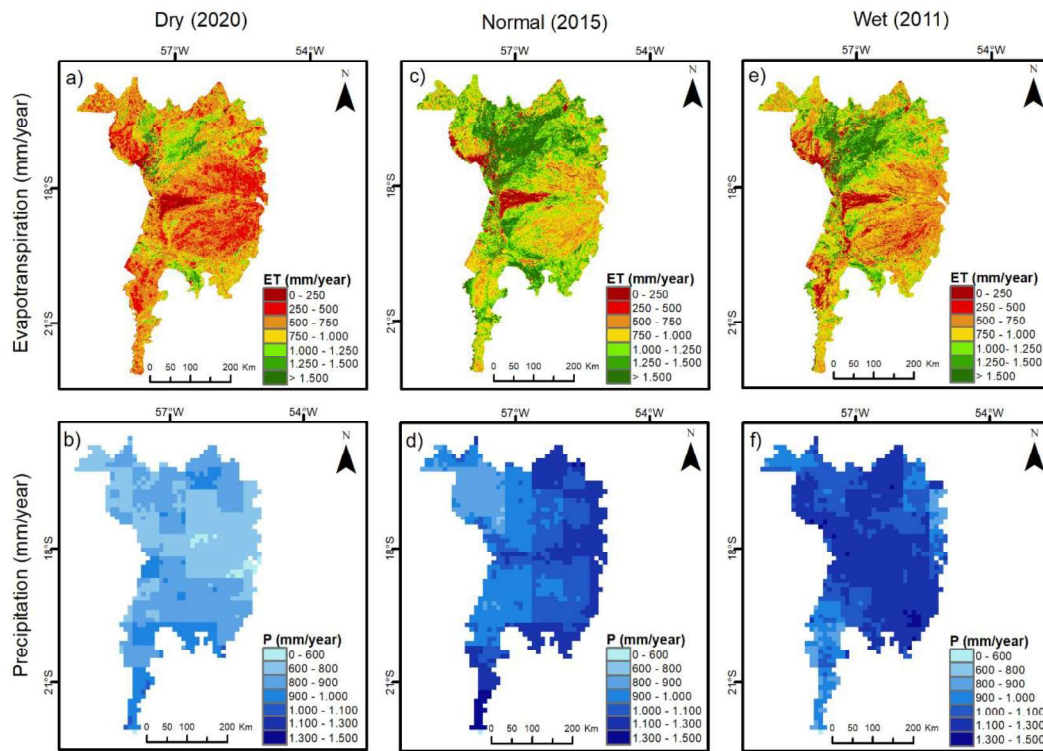 Dry (2020)
Normal (2015)
Wet (2011)
57°W 54°W
57°W 54°W
57°W 54°W
Evapotranspiration (mm/year)
a)
N
18°S
21°S
ET (mm/year)
0 - 250
250 - 500
500 - 750
750 - 1.000
1.000 - 1.250
1.250 - 1.500
> 1.500
0 50 100 200 Km
c)
N
18°S
21°S
ET (mm/year)
0 - 250
250 - 500
500 - 750
750 - 1.000
1.000 - 1.250
1.250 - 1.500
> 1.500
0 50 100 200 Km
e)
N
18°S
21°S
ET (mm/year)
0 - 250
250 - 500
500 - 750
750 - 1.000
1.000 - 1.250
1.250 - 1.500
> 1.500
0 50 100 200 Km
57°W 54°W
57°W 54°W
57°W 54°W
Precipitation (mm/year)
b)
N
18°S
21°S
P (mm/year)
0 - 600
600 - 800
800 - 900
900 - 1.000
1.000 - 1.100
1.100 - 1.300
1.300 - 1.500
0 50 100 200 Km
d)
N
18°S
21°S
P (mm/year)
0 - 600
600 - 800
800 - 900
900 - 1.000
1.000 - 1.100
1.100 - 1.300
1.300 - 1.500
0 50 100 200 Km
f)
N
18°S
21°S
P (mm/year)
0 - 600
600 - 800
800 - 900
900 - 1.000
1.000 - 1.100
1.100 - 1.300
1.300 - 1.500
0 50 100 200 Km